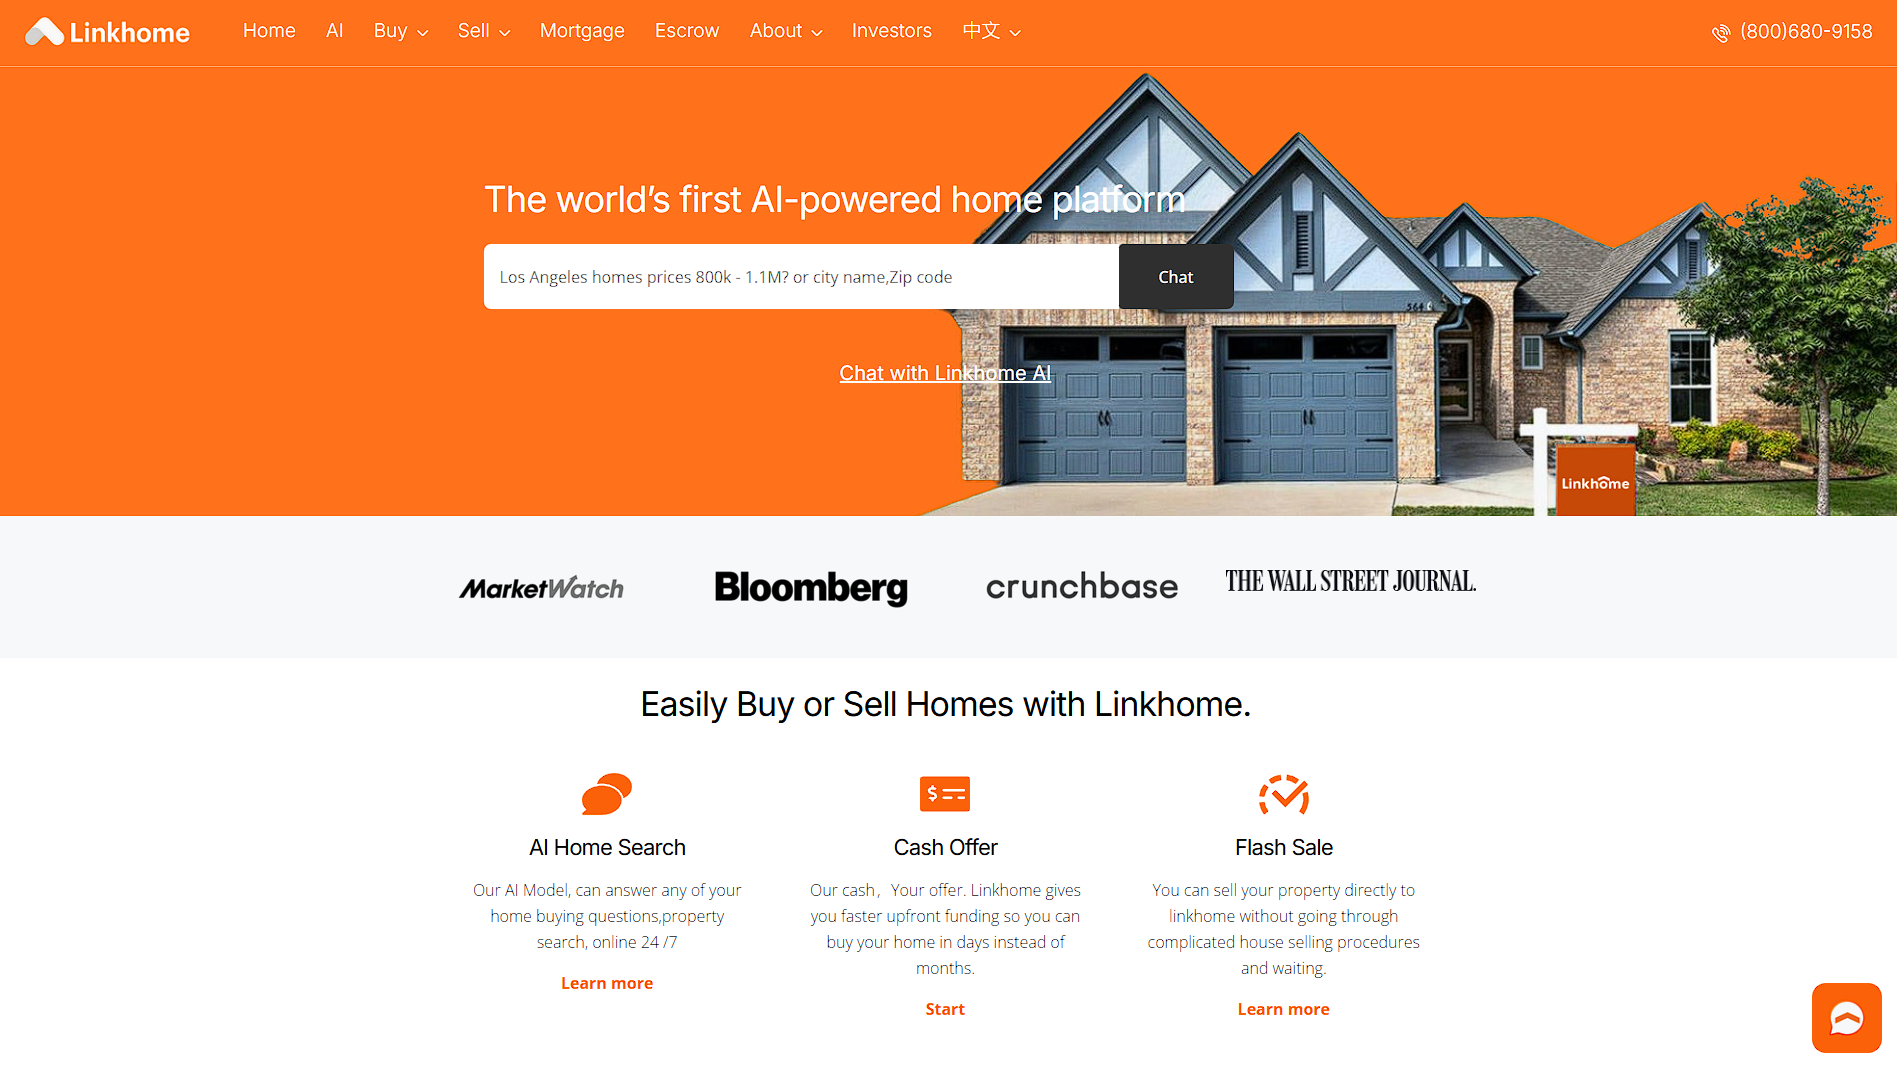 Linkhome
Home
AI
Buy
Sell
Mortgage
Escrow
About
Investors
中文
(800)680-9158
The world's first AI-powered home platform
Los Angeles homes prices 800k - 1.1M? or city name,Zip code
Chat
564
Chat with Linkhome AI
Linkhome
MarketWatch
Bloomberg
crunchbase
THE WALL STREET JOURNAL.
Easily Buy or Sell Homes with Linkhome.
AI Home Search
Our AI Model, can answer any of your
home buying questions,property
search, online 24 /7
Learn more
Cash Offer
Our cash，Your offer. Linkhome gives
you faster upfront funding so you can
buy your home in days instead of
months.
Start
Flash Sale
You can sell your property directly to
linkhome without going through
complicated house selling procedures
and waiting.
Learn more